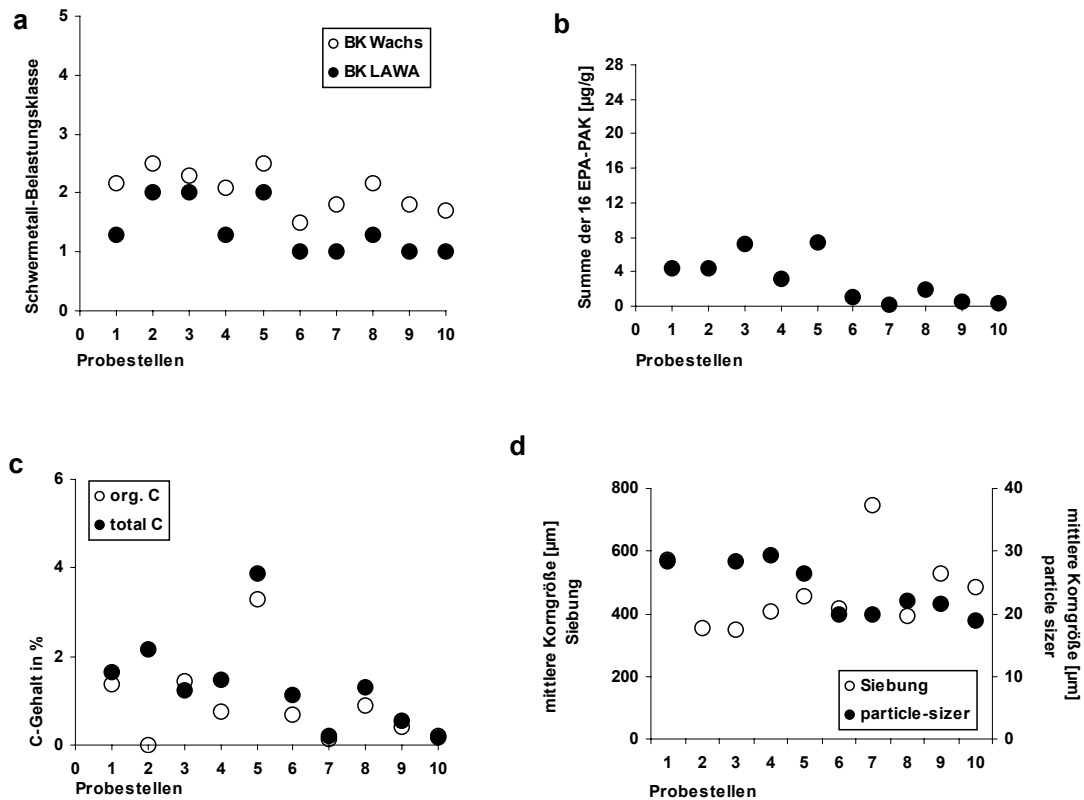 a
5
4
3
2
1
0
Schwermetall-Belastungsklasse
BK Wachs
BK LAWA
0 1 2 3 4 5 6 7 8 9 10
Probestellen
b
28
24
20
16
12
8
4
0
Summe der 16 EPA-PAK [µg/g]
0 1 2 3 4 5 6 7 8 9 10
Probestellen
c
6
4
2
0
C-Gehalt in %
org. C
total C
0 1 2 3 4 5 6 7 8 9 10
Probestellen
d
800
600
400
200
0
mittlere Korngröße [µm]
Siebung
40
30
20
10
0
mittlere Korngröße [µm]
particle sizer
Siebung
particle-sizer
1 2 3 4 5 6 7 8 9 10
Probestellen